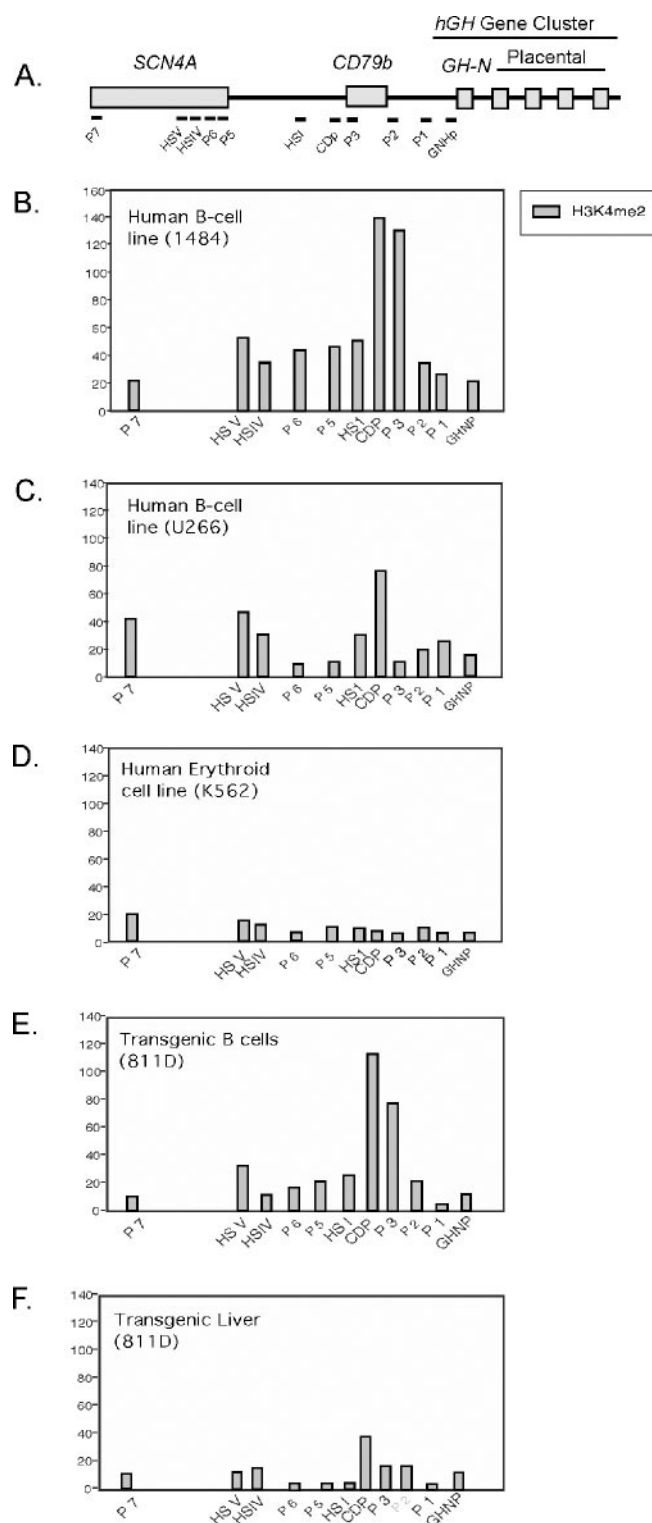 hGH Gene Cluster
A.
SCN4A
CD79b
GH-N
Placental
P7
HSV
HSIV
P6
P5
HSI
CDp
P3
P2
P1
GNHp
B.
Human B-cell
line (1484)
H3K4me2
160
140
120
100
80
60
40
20
0
P 7 HS V HSIV P 6 P 5 HS1 CDP P 3 P 2 P 1 GHNP
C.
Human B-cell
line (U266)
140
120
100
80
60
40
20
0
P 7 HS V HSIV P 6 P 5 HS1 CDP P 3 P 2 P 1 GHNP
D.
Human Erythroid
cell line (K562)
140
120
100
80
60
40
20
0
P 7 HS V HSIV P 6 P 5 HS1 CDP P 3 P 2 P 1 GHNP
E.
Transgenic B cells
(811D)
140
120
100
80
60
40
20
0
P 7 HS V HSIV P 6 P 5 HS I CDP P 3 P 2 P 1 GHNP
F.
Transgenic Liver
(811D)
140
120
100
80
60
40
20
0
P 7 HS V HSIV P 6 P 5 HS I CDP P 3 P 2 P 1 GHNP